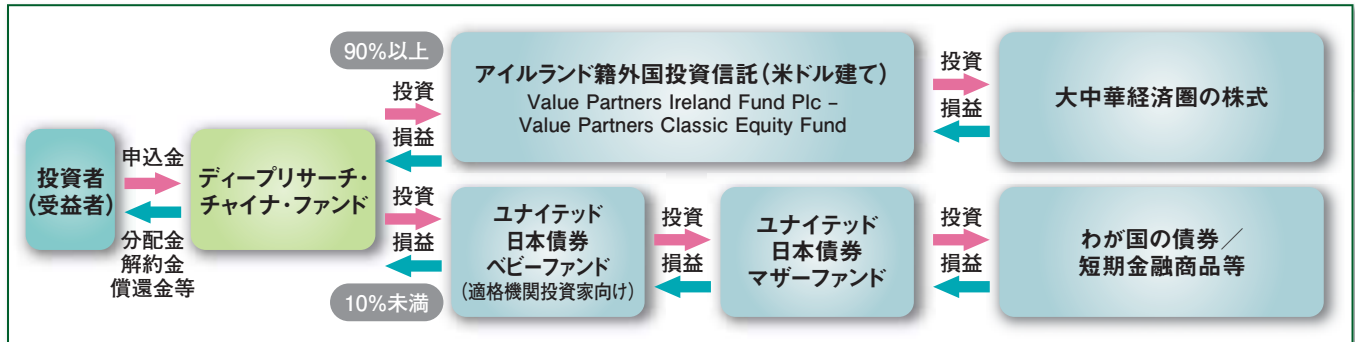 投資者
(受益者)
申込金
分配金
解約金
償還金等
ディープリサーチ・
チャイナ・ファンド
90%以上
投資
損益
アイルランド籍外国投資信託(米ドル建て)
Value Partners Ireland Fund Plc –
Value Partners Classic Equity Fund
投資
損益
大中華経済圏の株式
投資
損益
10%未満
ユナイテッド
日本債券
ベビーファンド
(適格機関投資家向け)
投資
損益
ユナイテッド
日本債券
マザーファンド
投資
損益
わが国の債券/
短期金融商品等